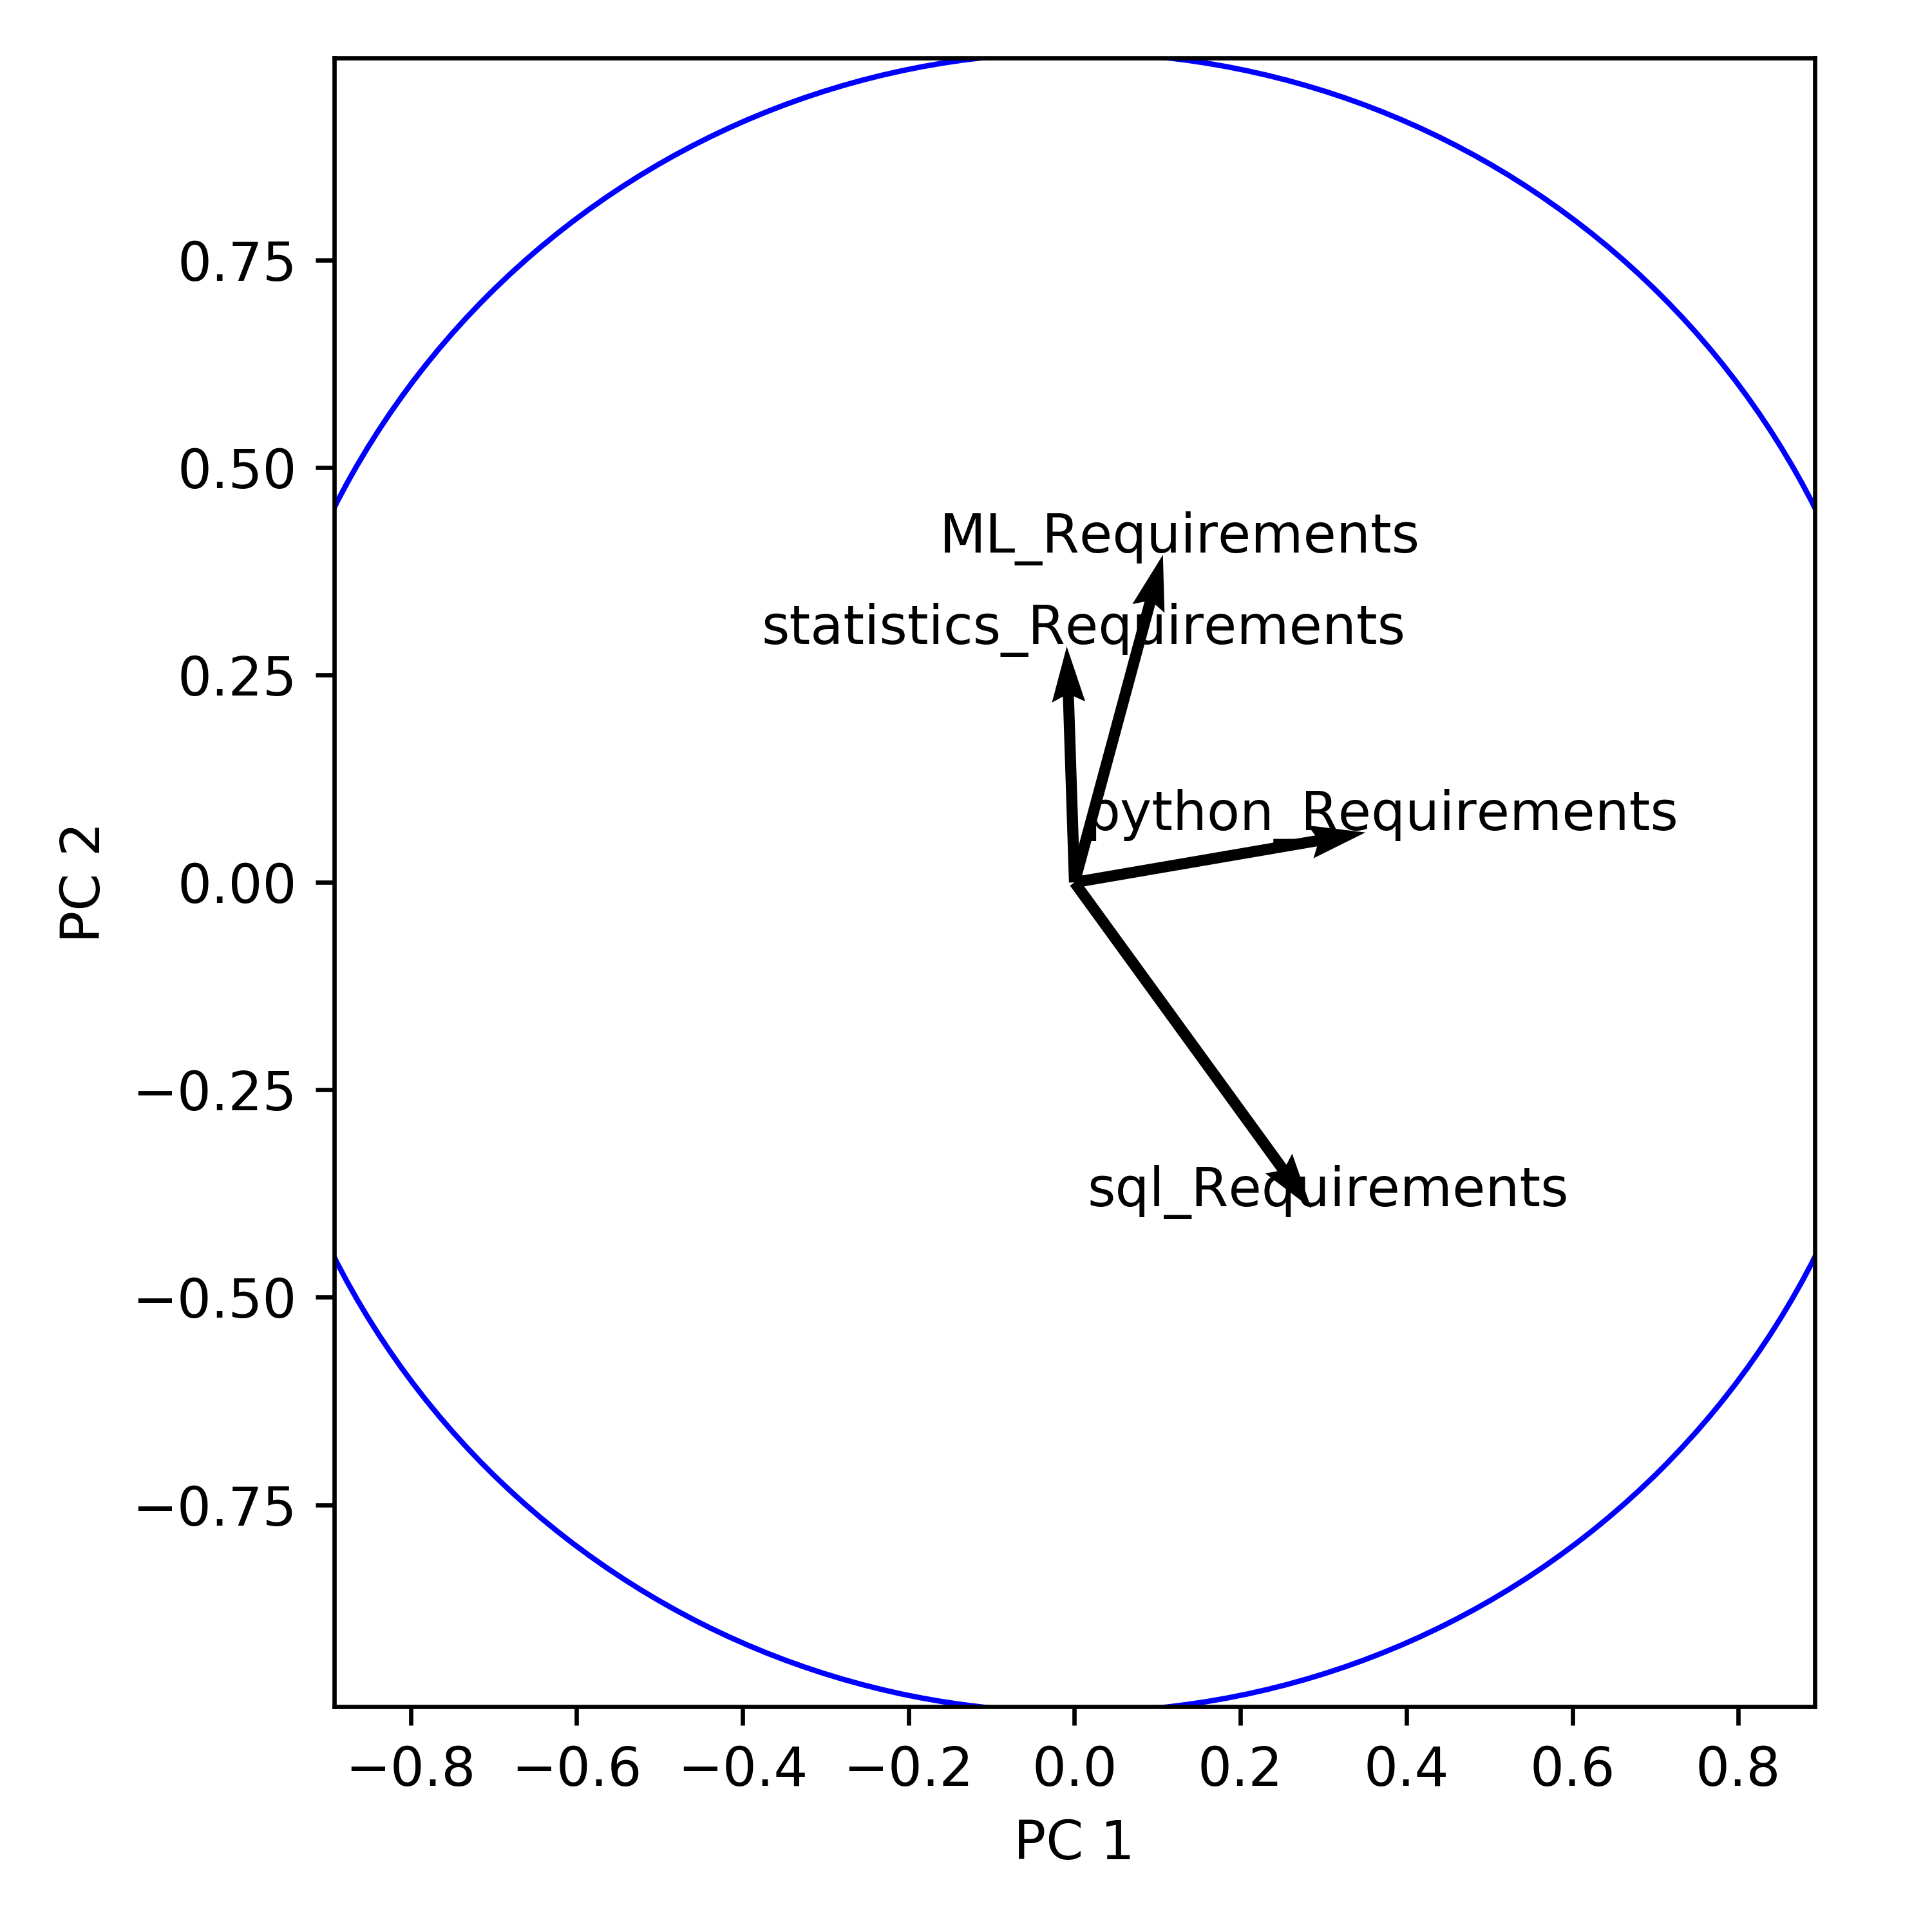 0.75
0.50
ML_Requirements
statistics_Requirements
0.25
python_Requirements
0.00
PC 2
−0.25
sql_Requirements
−0.50
−0.75
−0.8 −0.6 −0.4 −0.2 0.0 0.2 0.4 0.6 0.8
PC 1